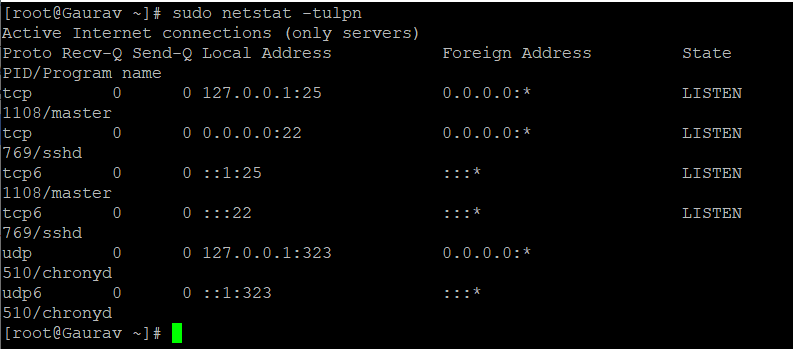 [root@Gaurav ~]# sudo netstat -tulpn
Active Internet connections (only servers)
Proto Recv-Q Send-Q Local Address           Foreign Address         State
PID/Program name
tcp        0      0 127.0.0.1:25            0.0.0.0:*               LISTEN
1108/master
tcp        0      0 0.0.0.0:22              0.0.0.0:*               LISTEN
769/sshd
tcp6       0      0 ::1:25                  :::*                    LISTEN
1108/master
tcp6       0      0 :::22                   :::*                    LISTEN
769/sshd
udp        0      0 127.0.0.1:323           0.0.0.0:*
510/chronyd
udp6       0      0 ::1:323                 :::*
510/chronyd
[root@Gaurav ~]#